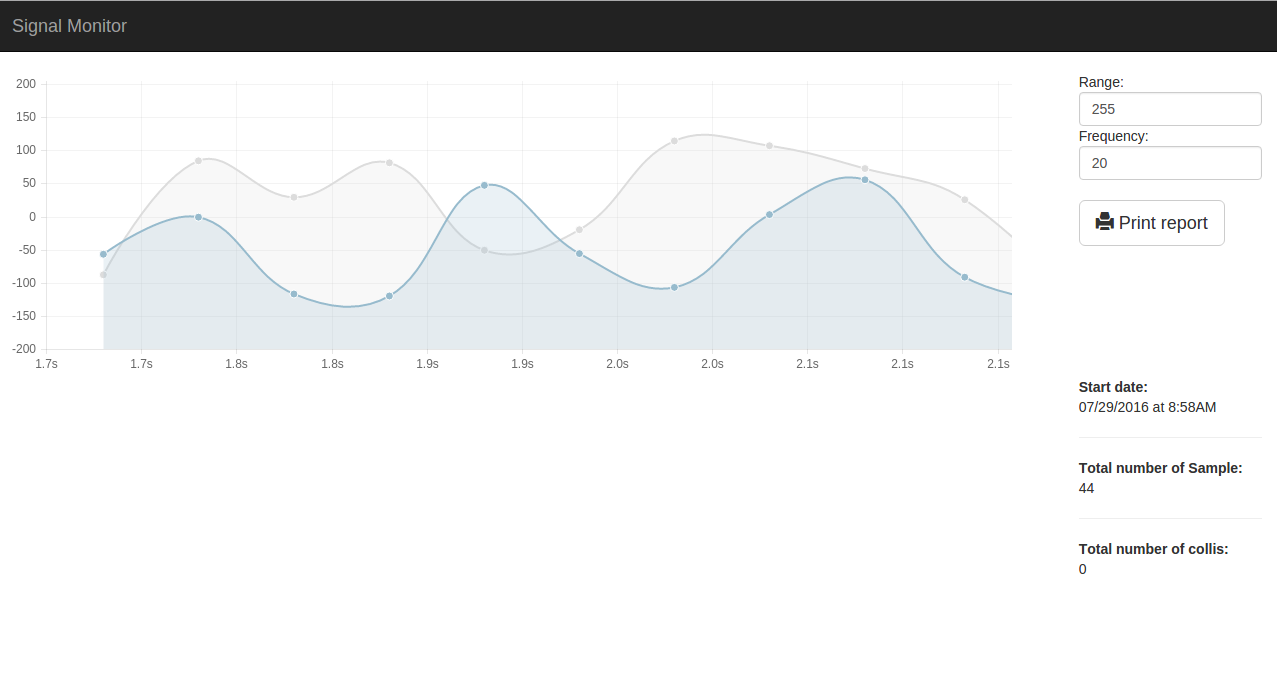 Signal Monitor
200
150
100
50
0
-50
-100
-150
-200
1.7s 1.7s 1.8s 1.8s 1.9s 1.9s 2.0s 2.0s 2.1s 2.1s 2.1s
Range:
255
Frequency:
20
Print report
Start date:
07/29/2016 at 8:58AM
Total number of Sample:
44
Total number of collis:
0